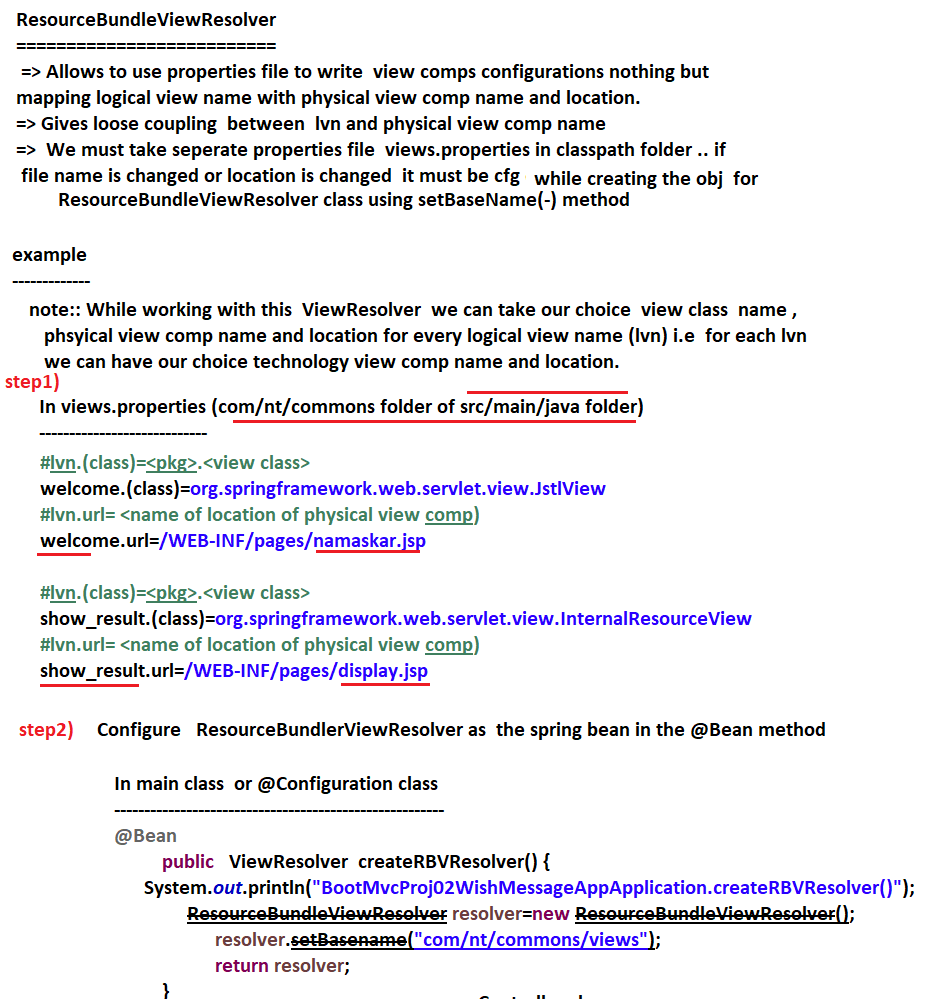 ResourceBundleViewResolver
==========================
=> Allows to use properties file to write view comps configurations nothing but
mapping logical view name with physical view comp name and location.
=> Gives loose coupling between lvn and physical view comp name
=> We must take seperate properties file views.properties in classpath folder .. if
file name is changed or location is changed it must be cfg while creating the obj for
ResourceBundleViewResolver class using setBaseName(-) method
example
-------------
note:: While working with this ViewResolver we can take our choice view class name ,
phsyical view comp name and location for every logical view name (lvn) i.e for each lvn
we can have our choice technology view comp name and location.
step1)
In views.properties (com/nt/commons folder of src/main/java folder)
----------------------------
#lvn.(class)=<pkg>.<view class>
welcome.(class)=org.springframework.web.servlet.view.JstlView
#lvn.url= <name of location of physical view comp)
welcome.url=/WEB-INF/pages/namaskar.jsp
#lvn.(class)=<pkg>.<view class>
show_result.(class)=org.springframework.web.servlet.view.InternalResourceView
#lvn.url= <name of location of physical view comp)
show_result.url=/WEB-INF/pages/display.jsp
step2) Configure ResourceBundlerViewResolver as the spring bean in the @Bean method
In main class or @Configuration class
-------------------------------------------------------
@Bean
public ViewResolver createRBVResolver() {
System.out.println("BootMvcProj02WishMessageAppApplication.createRBVResolver()");
ResourceBundleViewResolver resolver=new ResourceBundleViewResolver();
resolver.setBasename("com/nt/commons/views");
return resolver;
}